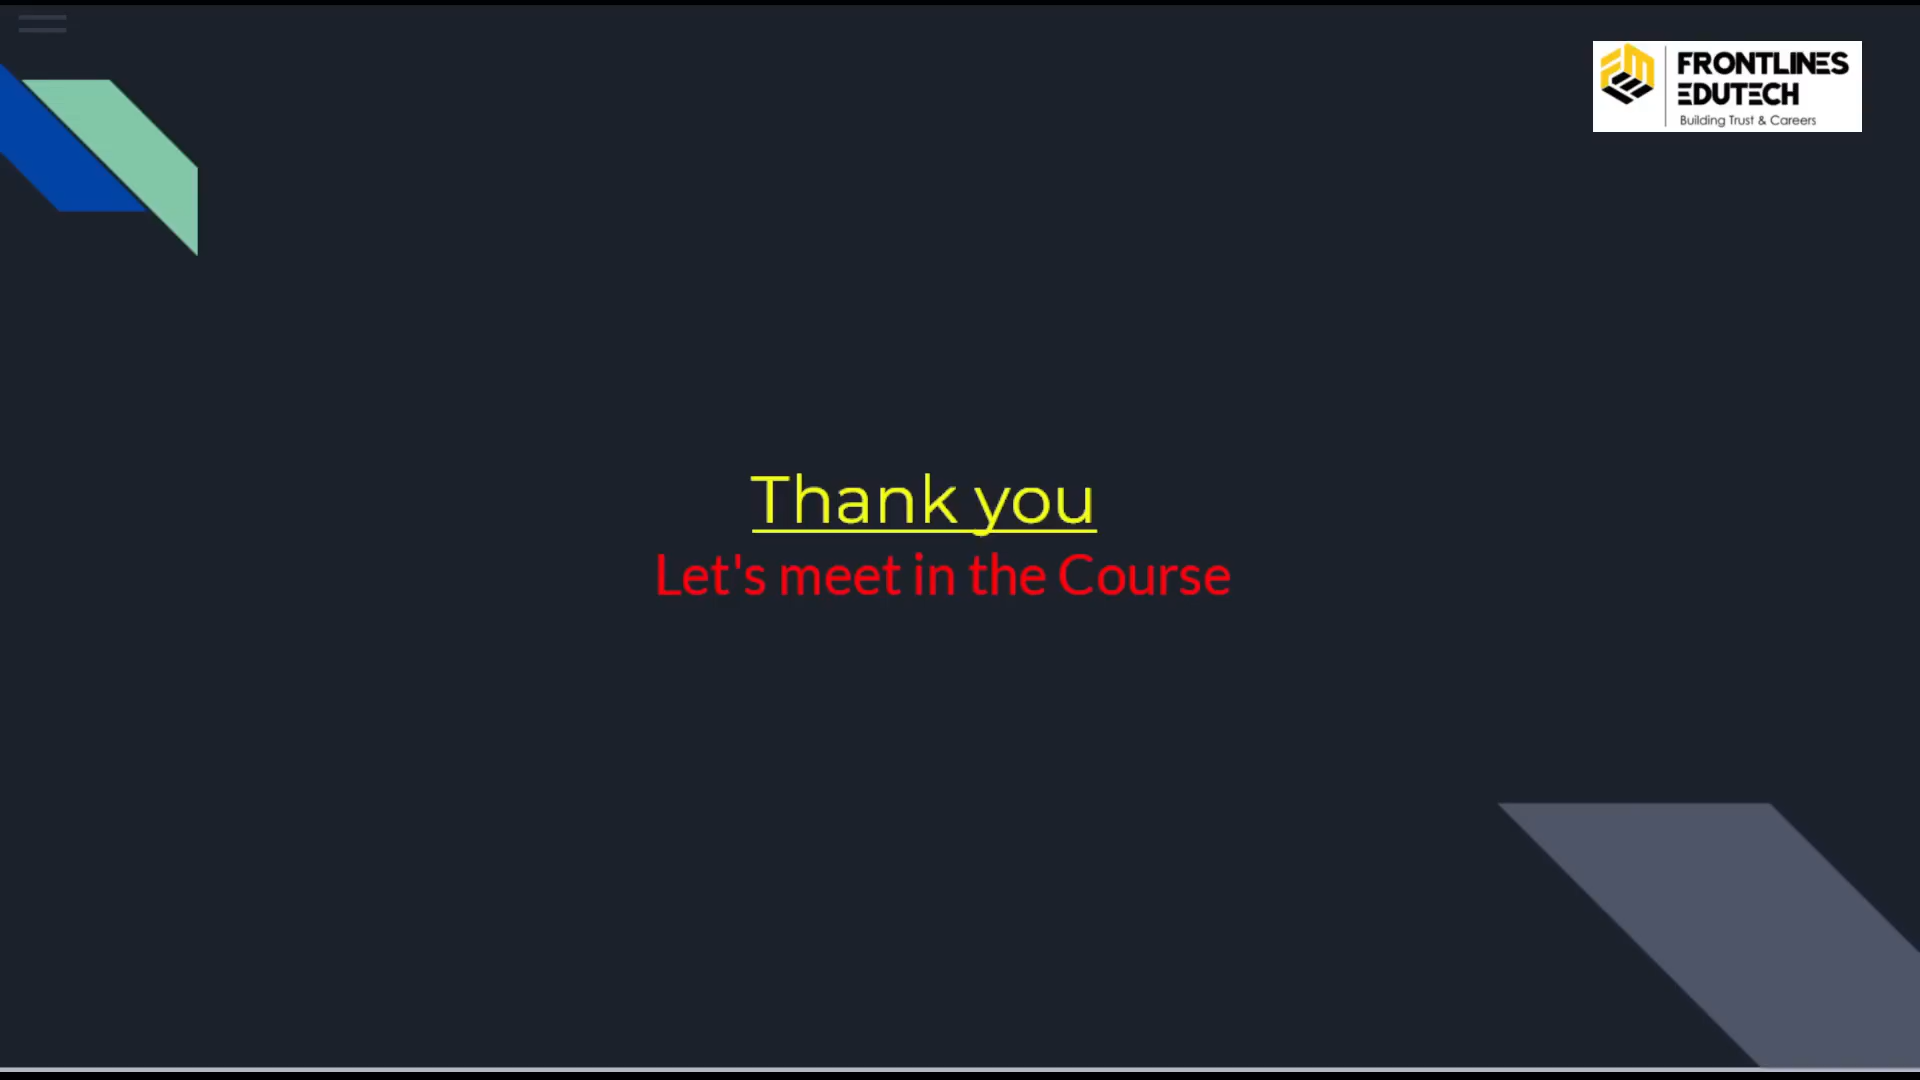 FRONTLINES
EDUTECH
Building Trust & Careers
Thank you
Let's meet in the Course